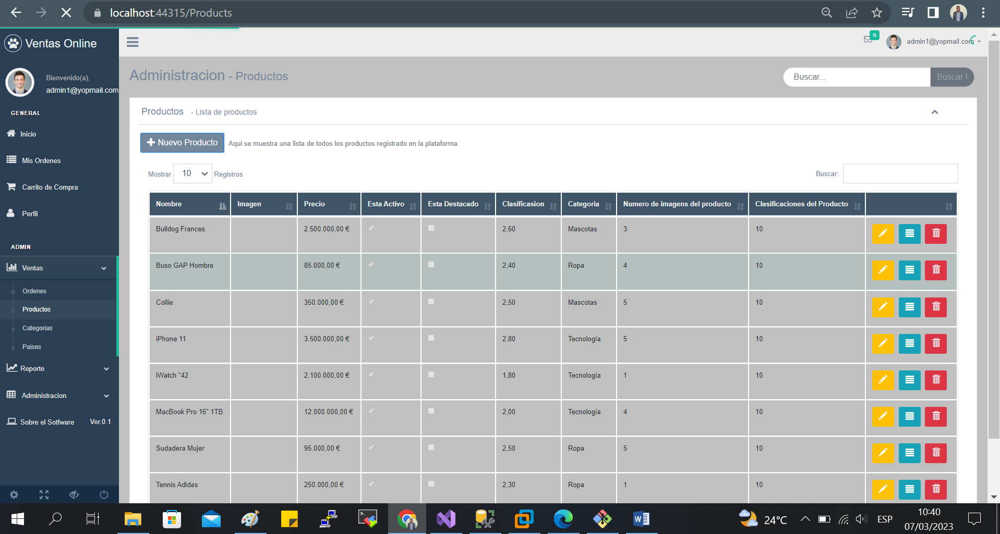 localhost:44315/Products
Ventas Online
6
admin1@yopmail.com
Bienvenido(a),
admin1@yopmail.com
GENERAL
Inicio
Mis Ordenes
Carrito de Compra
Perfil
ADMIN
Ventas
Ordenes
Productos
Categorias
Paises
Reporte
Administracion
Sobre el Sotfware Ver.0.1
Administracion - Productos
Buscar... Buscar !
Productos - Lista de productos
Nuevo Producto Aqui se muestra una lista de todos los productos registrado en la plataforma.
Mostrar 10 Registros Buscar:
Nombre Imagen Precio Esta Activo Esta Destacado Clasificasion Categoria Numero de imagens del producto Clasificaciones del Producto
Bulldog Frances 2.500.000,00 € 2,60 Mascotas 3 10
Buso GAP Hombre 85.000,00 € 2,40 Ropa 4 10
Collie 350.000,00 € 2,50 Mascotas 5 10
iPhone 11 3.500.000,00 € 2,80 Tecnología 5 10
iWatch "42 2.100.000,00 € 1,80 Tecnología 1 10
MacBook Pro 16" 1TB 12.000.000,00 € 2,00 Tecnología 4 10
Sudadera Mujer 95.000,00 € 2,50 Ropa 5 10
Tennis Adidas 250.000,00 € 2,30 Ropa 1 10
24°C
ESP
10:40
07/03/2023